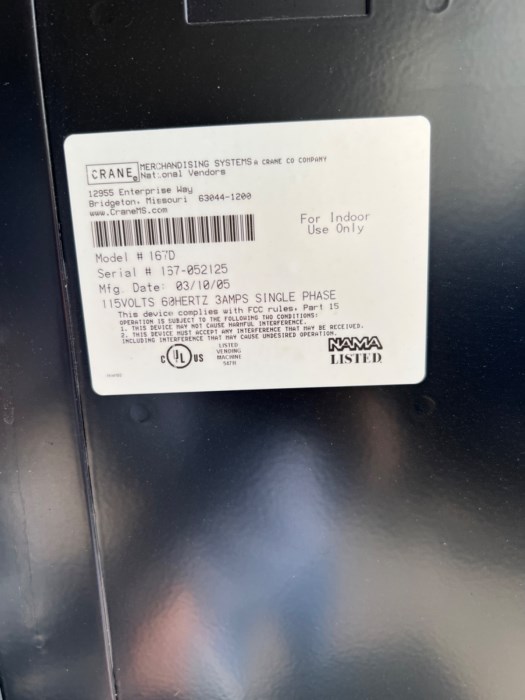 CRANE® MERCHANDISING SYSTEMS A CRANE CO COMPANY
National Vendors
12955 Enterprise Way
Bridgeton, Missouri 63044-1200
www.CraneMS.com
For Indoor
Use Only
Model # 167D
Serial # 167-052125
Mfg. Date: 03/10/05
115VOLTS 60HERTZ 3AMPS SINGLE PHASE
This device complies with FCC rules. Part 15
OPERATION IS SUBJECT TO THE FOLLOWING TWO CONDITIONS:
1. THIS DEVICE MAY NOT CAUSE HARMFUL INTERFERENCE.
2. THIS DEVICE MUST ACCEPT ANY INTERFERENCE THAT MAY BE RECEIVED.
INCLUDING INTERFERENCE THAT MAY CAUSE UNDESIRED OPERATION.
C UL US
LISTED
VENDING
MACHINE
NAMA
LISTED